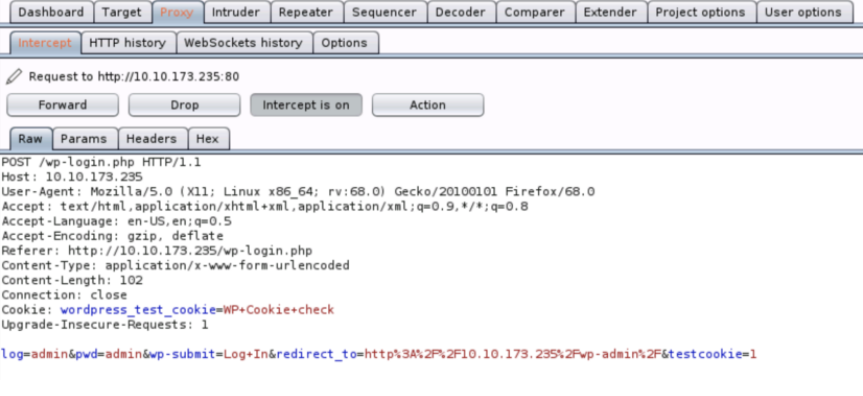 Dashboard Target Proxy Intruder Repeater Sequencer Decoder Comparer Extender Project options User options
Intercept HTTP history WebSockets history Options
Request to http://10.10.173.235:80
Forward Drop Intercept is on Action
Raw Params Headers Hex
POST /wp-login.php HTTP/1.1
Host: 10.10.173.235
User-Agent: Mozilla/5.0 (X11; Linux x86_64; rv:68.0) Gecko/20100101 Firefox/68.0
Accept: text/html,application/xhtml+xml,application/xml;q=0.9,*/*;q=0.8
Accept-Language: en-US,en;q=0.5
Accept-Encoding: gzip, deflate
Referer: http://10.10.173.235/wp-login.php
Content-Type: application/x-www-form-urlencoded
Content-Length: 102
Connection: close
Cookie: wordpress_test_cookie=WP+Cookie+check
Upgrade-Insecure-Requests: 1
log=admin&pwd=admin&wp-submit=Log+In&redirect_to=http%3A%2F%2F10.10.173.235%2Fwp-admin%2F&testcookie=1